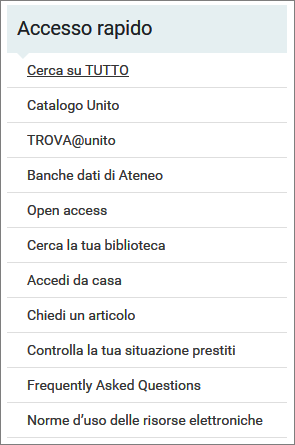 Accesso rapido
Cerca su TUTTO
Catalogo Unito
TROVA@unito
Banche dati di Ateneo
Open access
Cerca la tua biblioteca
Accedi da casa
Chiedi un articolo
Controlla la tua situazione prestiti
Frequently Asked Questions
Norme d'uso delle risorse elettroniche